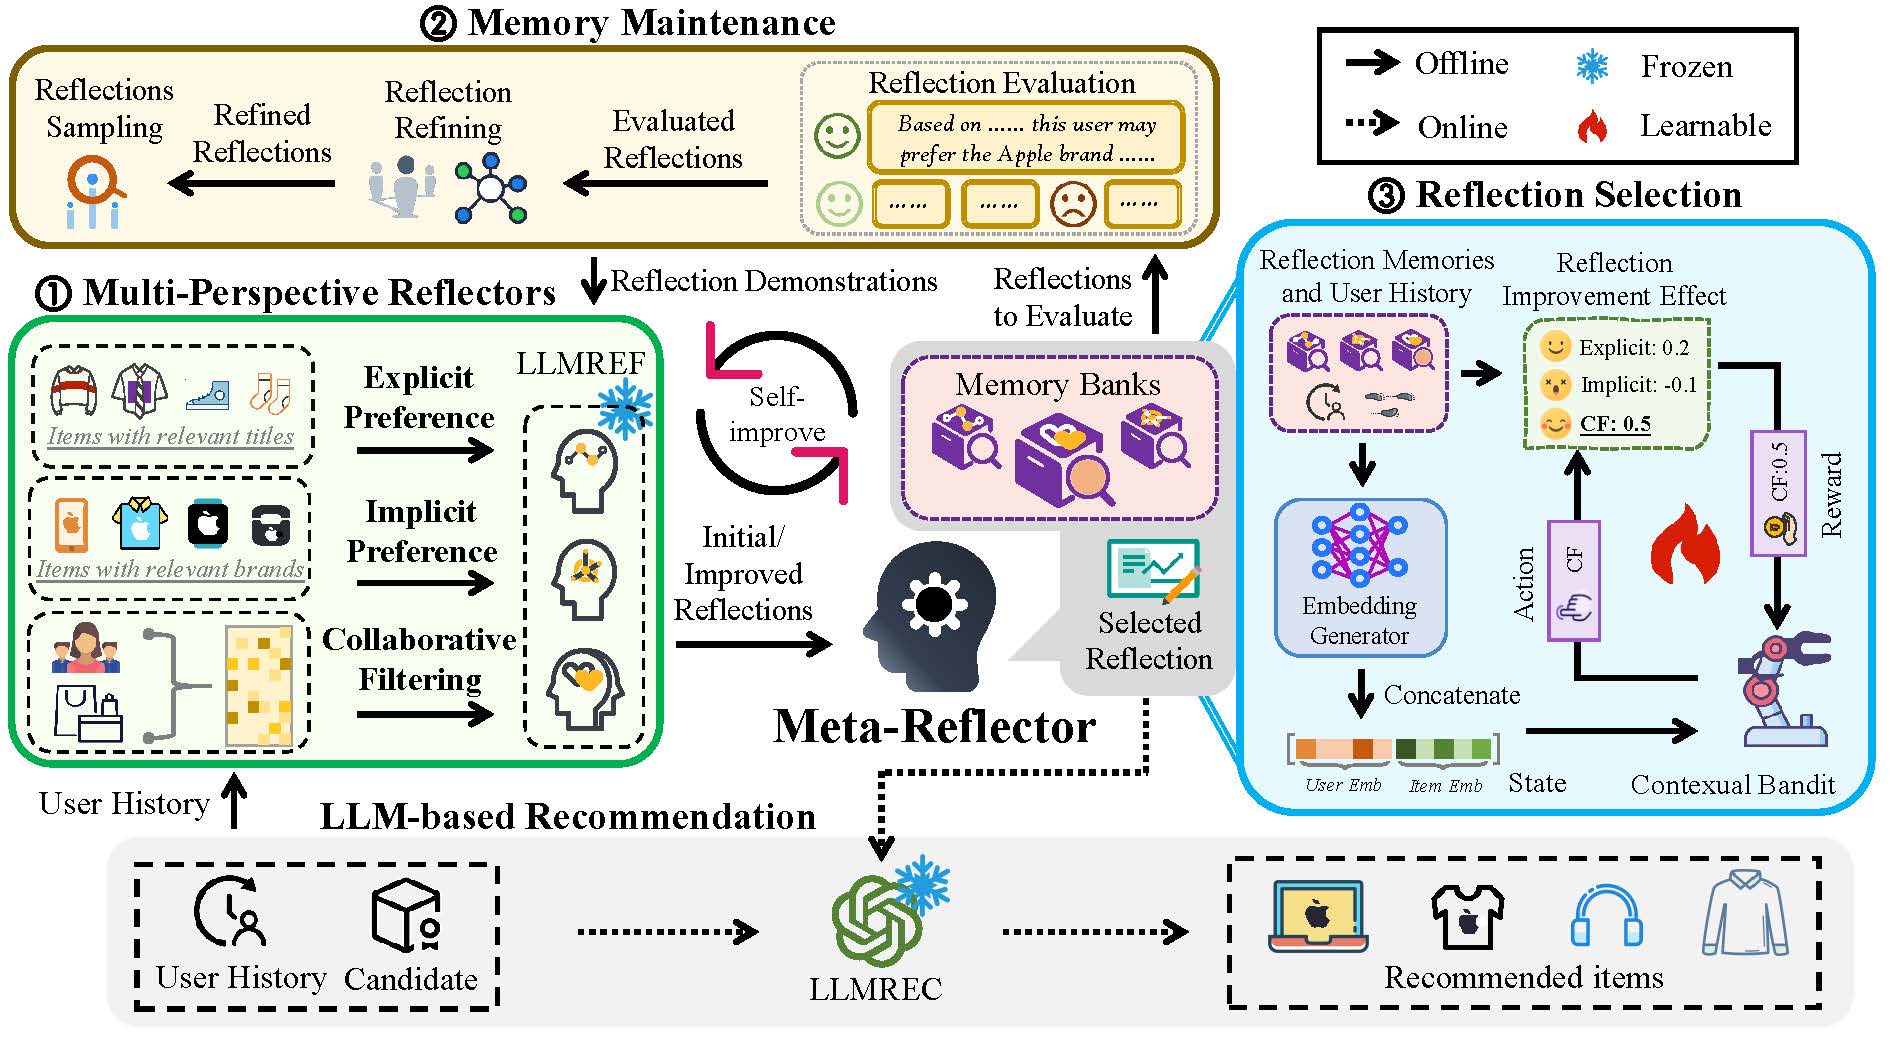 ② Memory Maintenance
Reflections
Sampling
Refined
Reflections
Reflection
Refining
Evaluated
Reflections
Reflection Evaluation
Based on …… this user may
prefer the Apple brand ……
……
……
……
Offline
Frozen
Online
Learnable
Reflection Demonstrations
Reflections
to Evaluate
① Multi-Perspective Reflectors
Items with relevant titles
Explicit
Preference
LLMREF
Items with relevant brands
Implicit
Preference
Collaborative
Filtering
Self-
improve
Initial/
Improved
Reflections
Memory Banks
Selected
Reflection
Meta-Reflector
③ Reflection Selection
Reflection Memories
and User History
Reflection
Improvement Effect
Explicit: 0.2
Implicit: -0.1
CF: 0.5
Embedding
Generator
Action
CF
CF:0.5
Reward
Concatenate
User Emb
Item Emb
State
Contexual Bandit
User History
LLM-based Recommendation
User History
Candidate
LLMREC
Recommended items